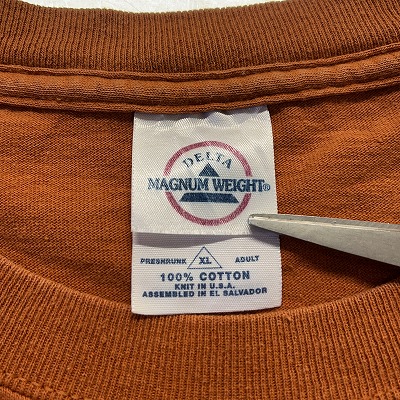 DELTA
MAGNUM WEIGHT®
PRESHRUNK XL ADULT
100% COTTON
KNIT IN U.S.A.
ASSEMBLED IN EL SALVADOR